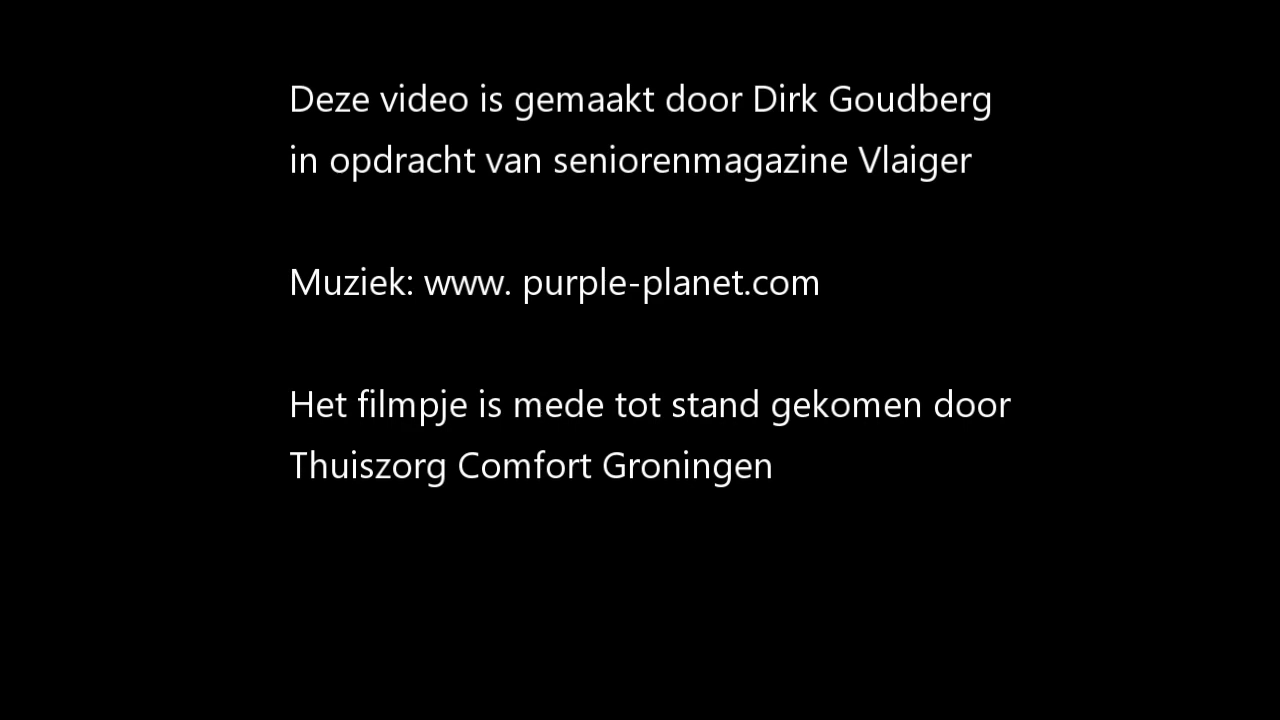 Deze video is gemaakt door Dirk Goudberg
in opdracht van seniorenmagazine Vlaiger
Muziek: www. purple-planet.com
Het filmpje is mede tot stand gekomen door
Thuiszorg Comfort Groningen